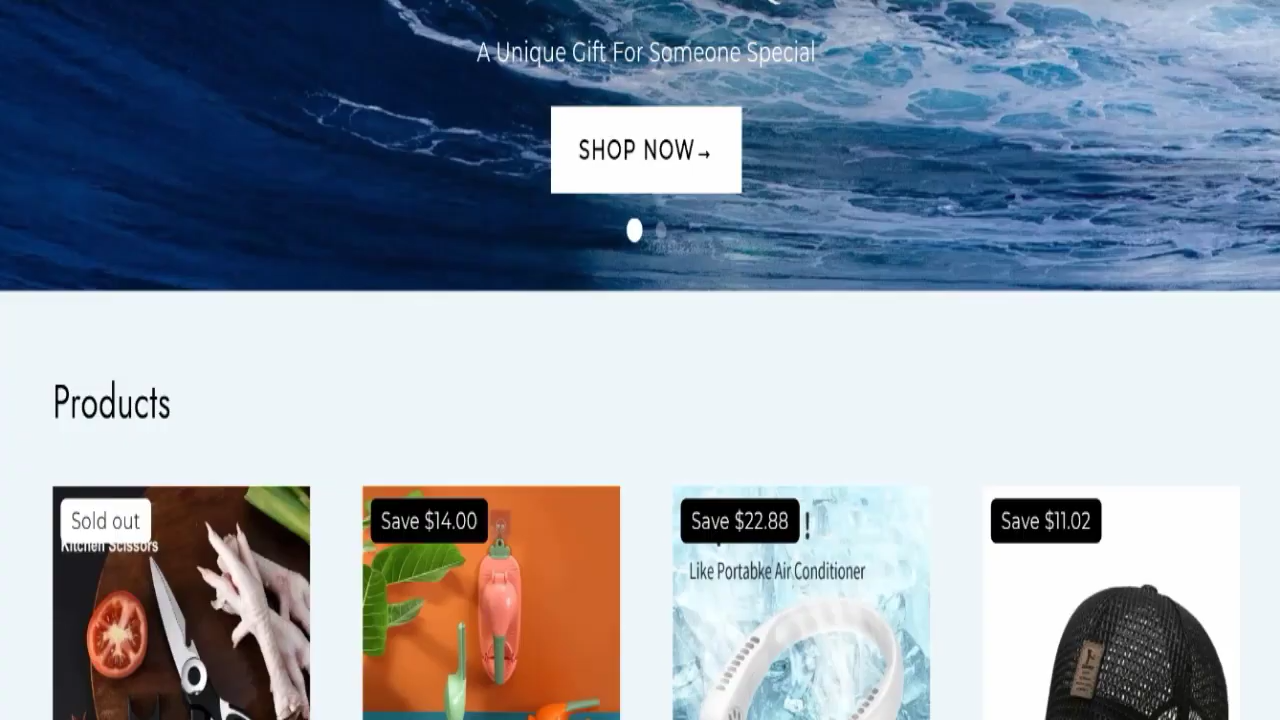 A Unique Gift For Someone Special
SHOP NOW→
Products
Sold out
Kitchen Scissors
Save $14.00
Save $22.88
!
Like Portabke Air Conditioner
Save $11.02